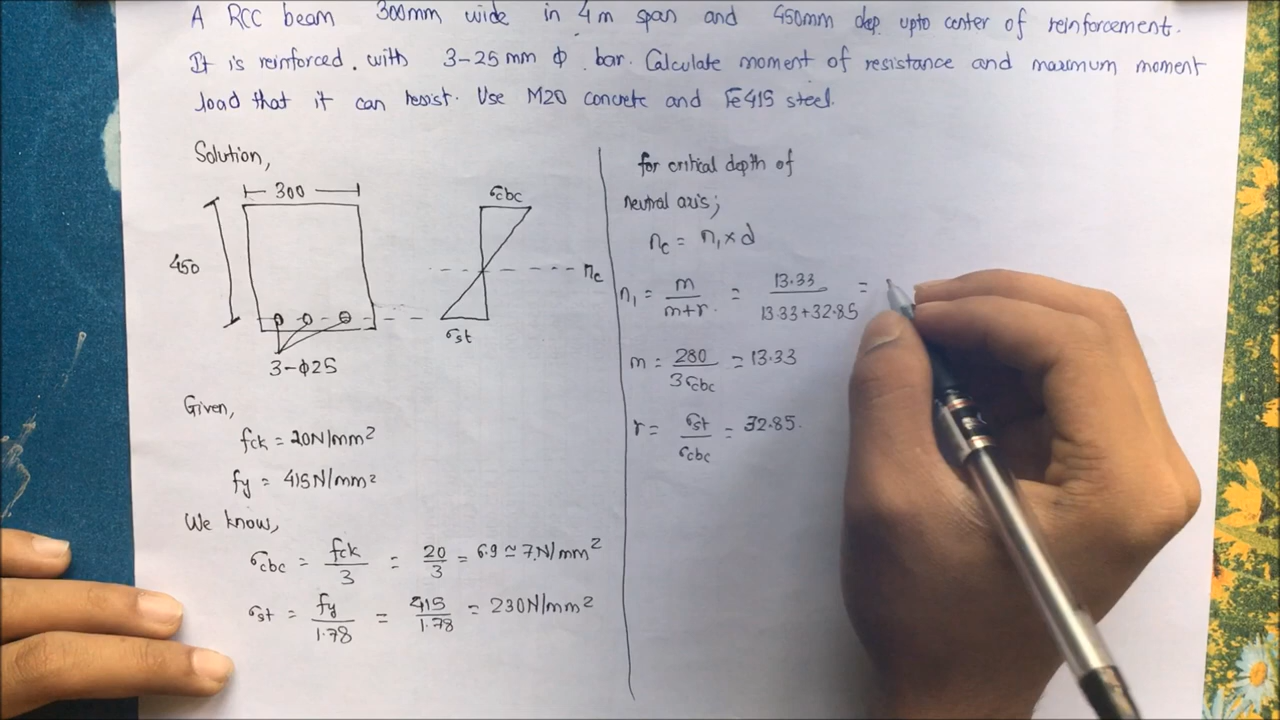 A RCC beam 300mm wide in 4m span and 450mm dep upto center of reinforcement.
It is reinforced with 3-25mm ϕ bar. Calculate moment of resistance and maximum moment
load that it can resist. Use M20 concrete and Fe415 steel.
Solution,
300
450
3-ϕ25
σcbc
nc
σst
Given,
fck = 20N/mm²
fy = 415N/mm²
We know,
σcbc = fck/3 = 20/3 = 6.9 ≃ 7N/mm²
σst = fy/1.78 = 415/1.78 = 230N/mm²
for critical depth of
neutral axis;
nc = n₁×d
n₁ = m/m+r. = 13.33/13.33+32.85 =
m = 280/3σcbc = 13.33
r = σst/σcbc = 32.85.